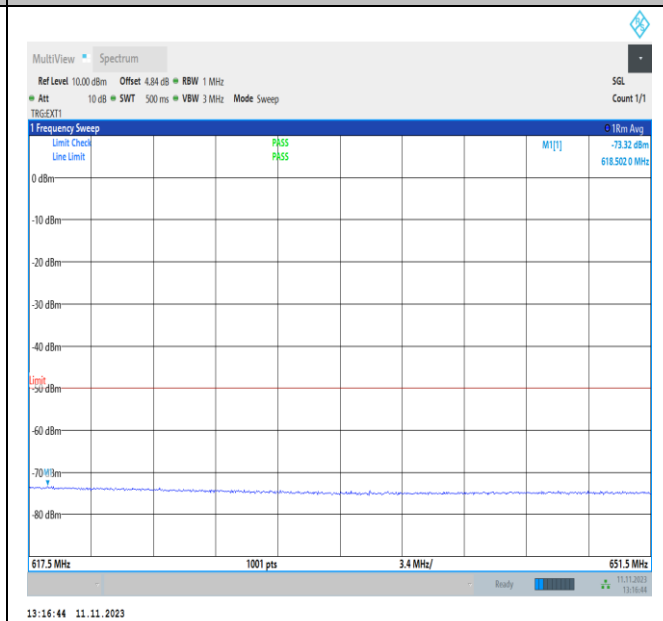 MultiView Spectrum
Ref Level 10.00 dBm Offset 4.84 dB RBW 1 MHz SGL
Att 10 dB SWT 500 ms VBW 3 MHz Mode Sweep Count 1/1
TRG:EXT1
1 Frequency Sweep 1Rm Avg
Limit Check PASS M1[1] -73.32 dBm
Line Limit PASS 618.502 0 MHz
0 dBm
-10 dBm
-20 dBm
-30 dBm
-40 dBm
Limit
-50 dBm
-60 dBm
-70 dBm M1
-80 dBm
617.5 MHz 1001 pts 3.4 MHz/ 651.5 MHz
Ready 11.11.2023
13:16:44
13:16:44 11.11.2023